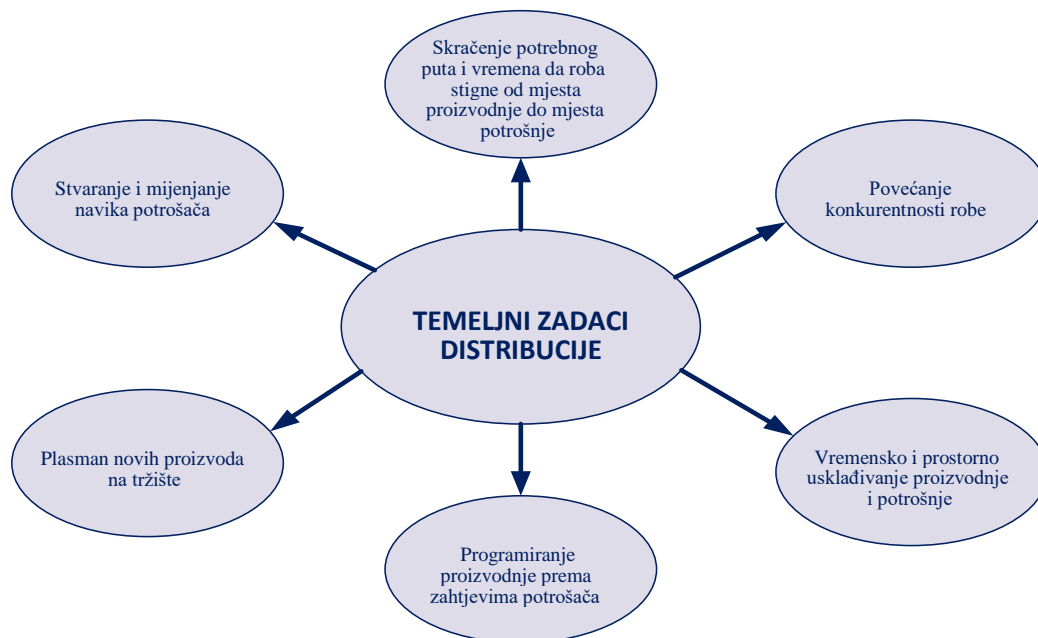 Skračenje potrebnog
puta i vremena da roba
stigne od mjesta
proizvodnje do mjesta
potrošnje
Stvaranje i mijenjanje
navika potrošača
Povećanje
konkurentnosti robe
TEMELJNI ZADACI
DISTRIBUCIJE
Plasman novih proizvoda
na tržište
Vremensko i prostorno
usklađivanje proizvodnje
i potrošnje
Programiranje
proizvodnje prema
zahtjevima potrošača